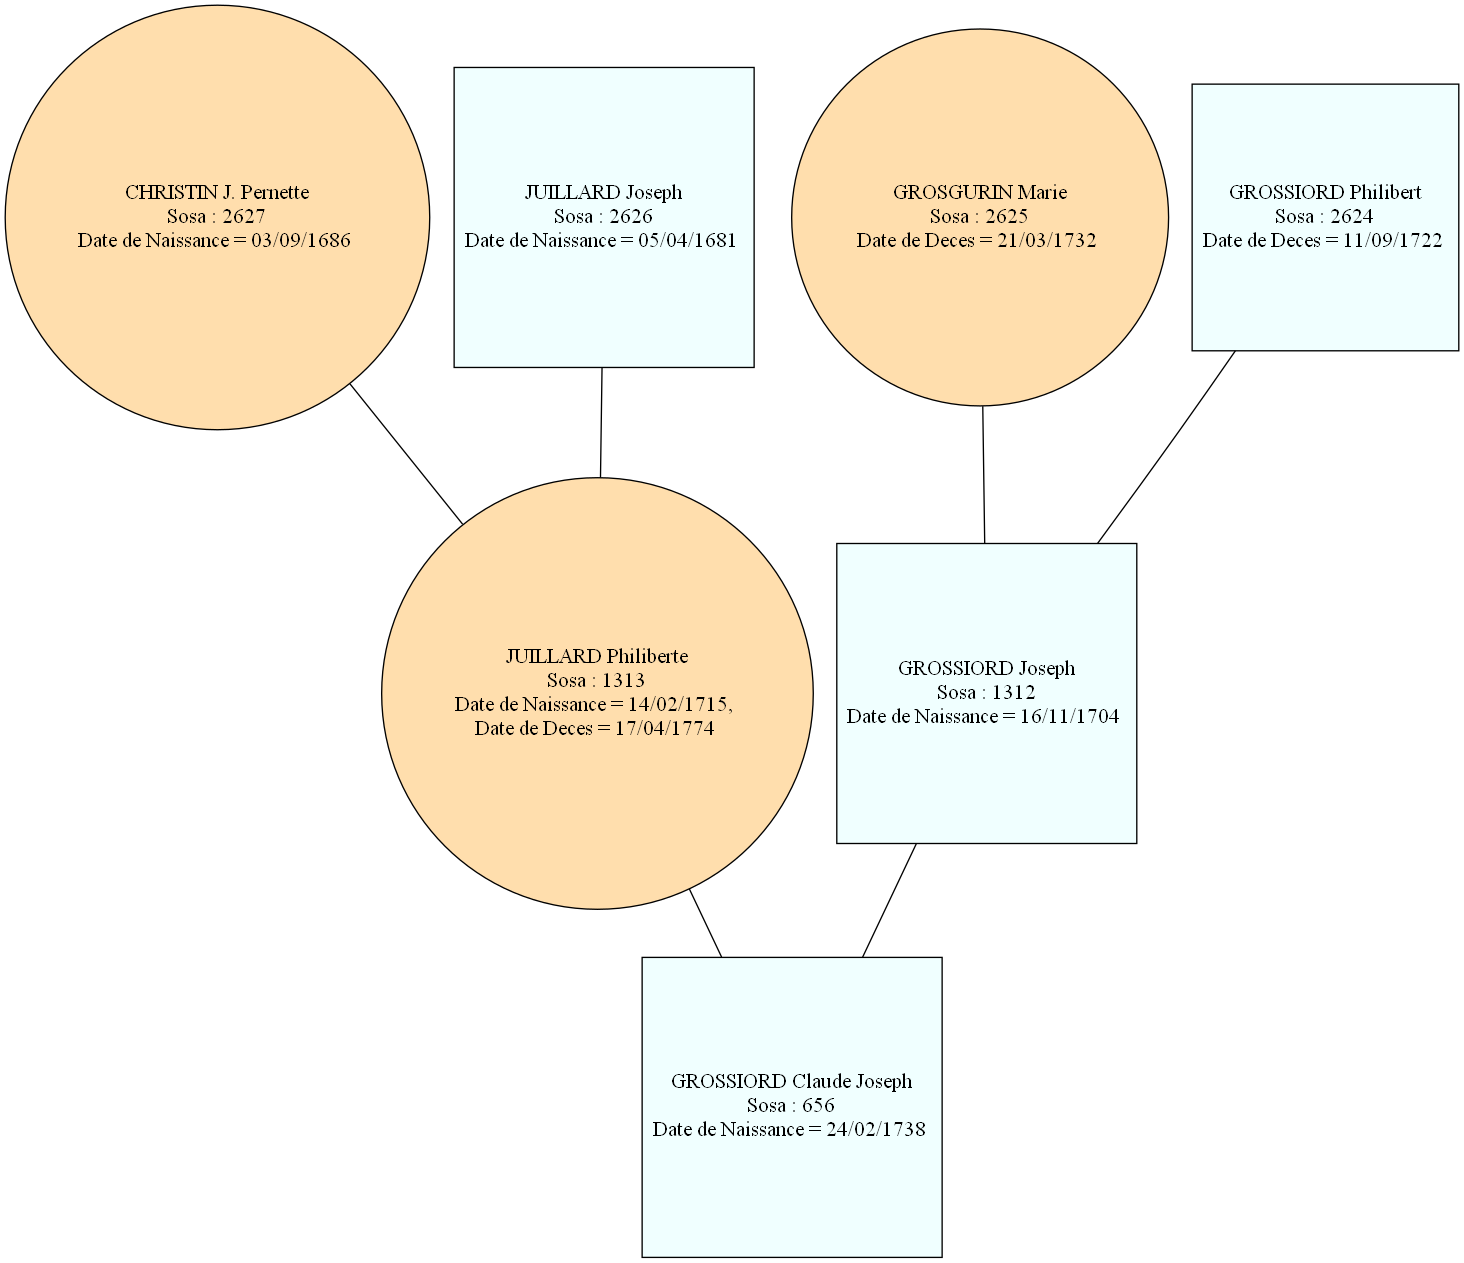 CHRISTIN J. Pernette
Sosa : 2627
Date de Naissance = 03/09/1686
JUILLARD Joseph
Sosa : 2626
Date de Naissance = 05/04/1681
GROSGURIN Marie
Sosa : 2625
Date de Deces = 21/03/1732
GROSSIORD Philibert
Sosa : 2624
Date de Deces = 11/09/1722
JUILLARD Philiberte
Sosa : 1313
Date de Naissance = 14/02/1715,
Date de Deces = 17/04/1774
GROSSIORD Joseph
Sosa : 1312
Date de Naissance = 16/11/1704
GROSSIORD Claude Joseph
Sosa : 656
Date de Naissance = 24/02/1738